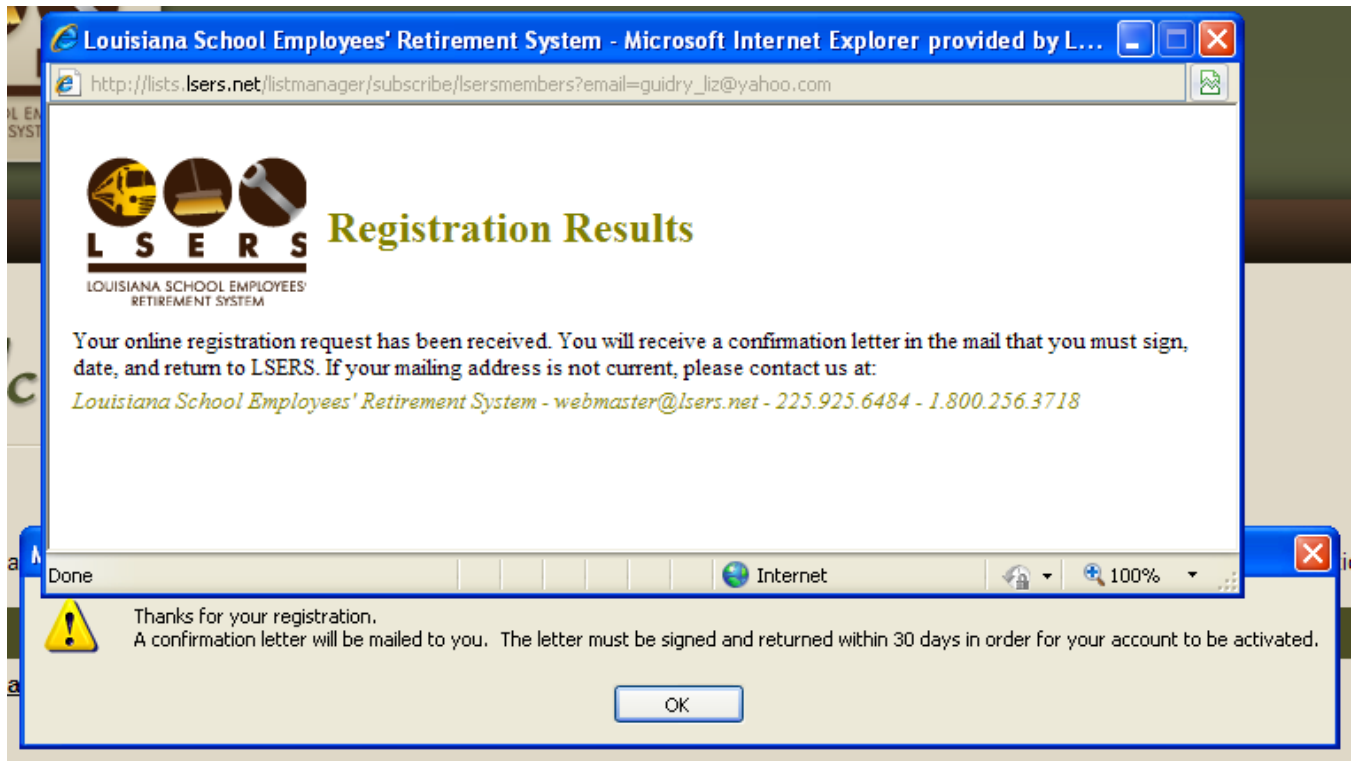 Louisiana School Employees' Retirement System - Microsoft Internet Explorer provided by L...
http://lists.lsers.net/listmanager/subscribe/lsersmembers?email=guidry_liz@yahoo.com
L S E R S
LOUISIANA SCHOOL EMPLOYEES'
RETIREMENT SYSTEM
Registration Results
Your online registration request has been received. You will receive a confirmation letter in the mail that you must sign,
date, and return to LSERS. If your mailing address is not current, please contact us at:
Louisiana School Employees' Retirement System - webmaster@lsers.net - 225.925.6484 - 1.800.256.3718
Done
Internet
100%
Thanks for your registration.
A confirmation letter will be mailed to you. The letter must be signed and returned within 30 days in order for your account to be activated.
OK